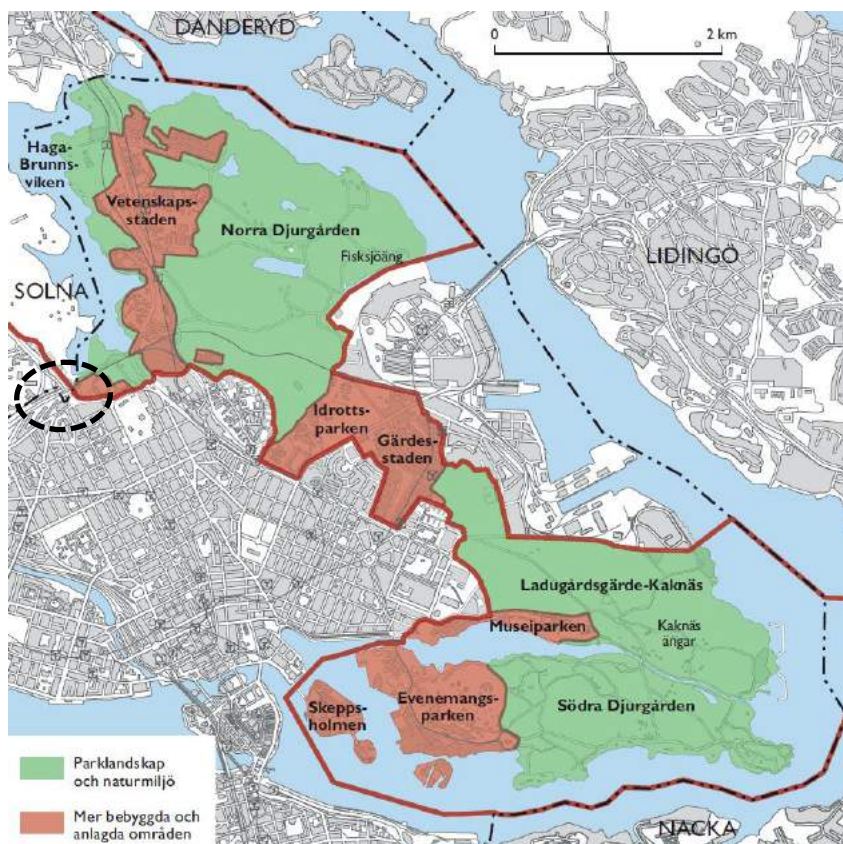 DANDERYD
0
2 km
Haga-
Brunns-
viken
Vetenskaps-
staden
Norra Djurgården
Fisksjöäng
LIDINGÖ
SOLNA
Idrotts-
parken
Gärdes-
staden
Ladugårdsgärde-Kaknäs
Museiparken
Kaknäs
ängar
Skepps-
holmen
Evenemangs-
parken
Södra Djurgården
Parklandskap
och naturmiljö
Mer bebyggda och
anlagda områden
NACKA